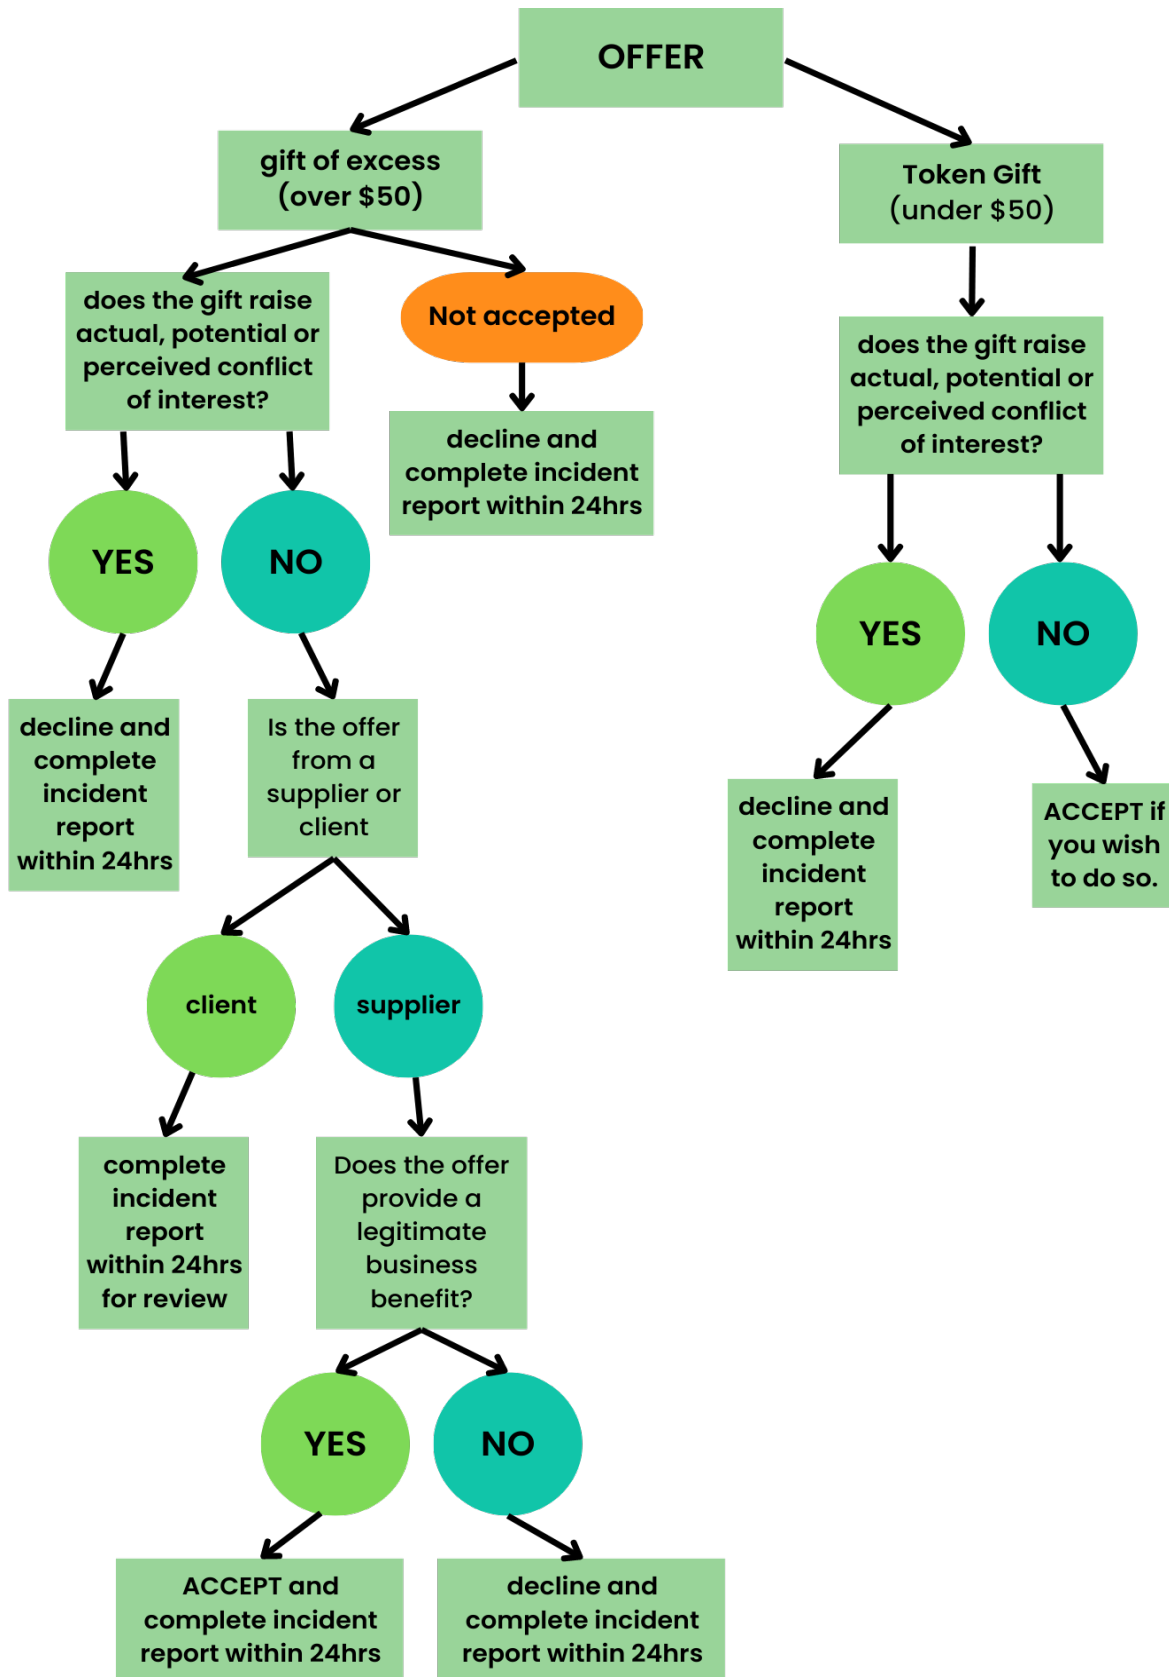 OFFER
gift of excess
(over $50)
Token Gift
(under $50)
does the gift raise
actual, potential or
perceived conflict
of interest?
Not accepted
does the gift raise
actual, potential or
perceived conflict
of interest?
decline and
complete incident
report within 24hrs
YES
NO
YES
NO
decline and
complete
incident
report
within 24hrs
Is the offer
from a
supplier or
client
decline and
complete
incident
report
within 24hrs
ACCEPT if
you wish
to do so.
client
supplier
complete
incident
report
within 24hrs
for review
Does the offer
provide a
legitimate
business
benefit?
YES
NO
ACCEPT and
complete incident
report within 24hrs
decline and
complete incident
report within 24hrs